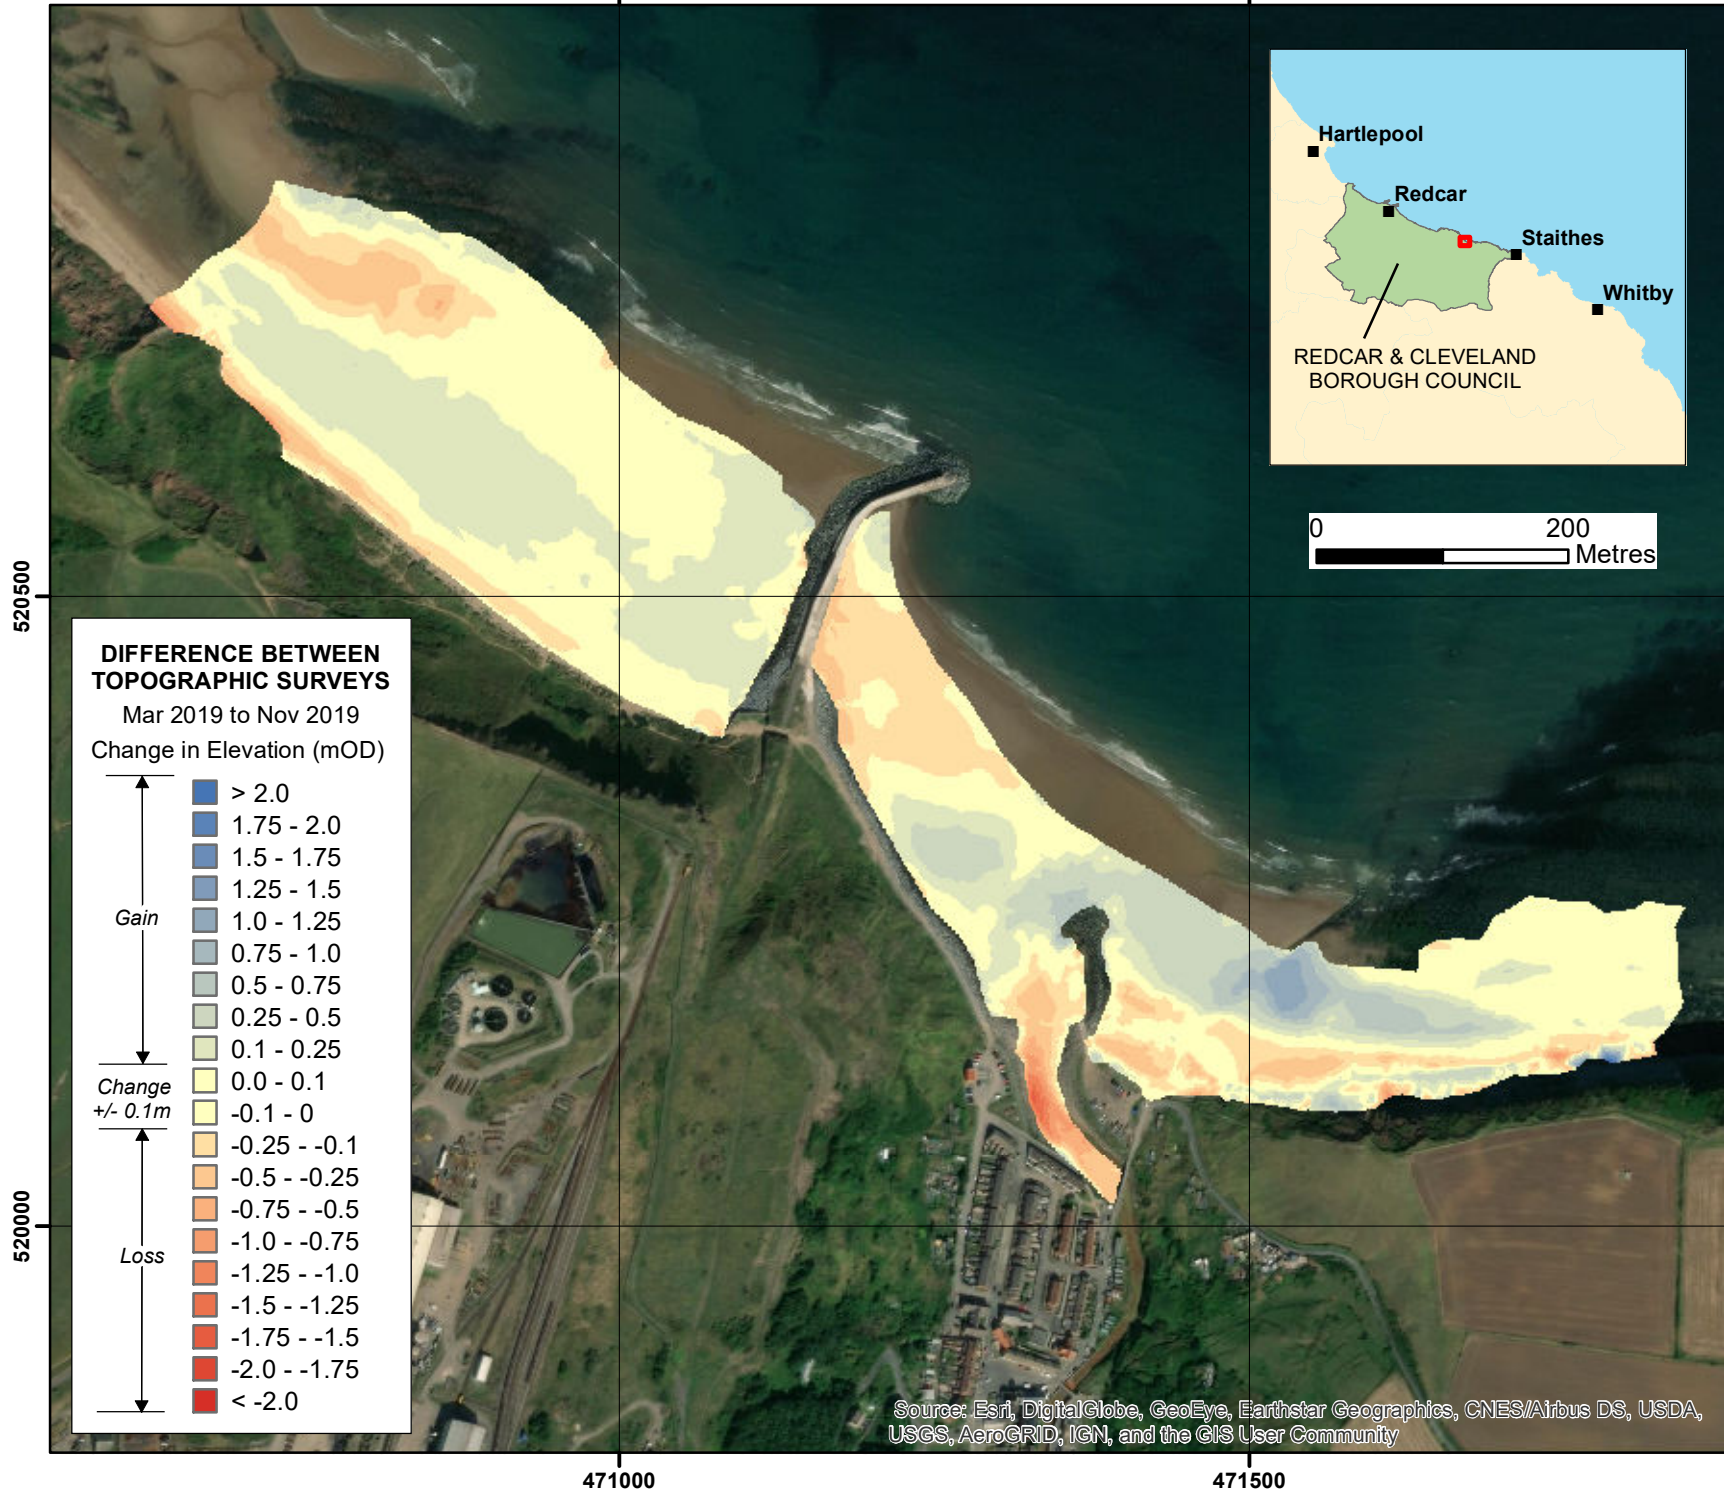 Hartlepool
Redcar
Staithes
Whitby
REDCAR & CLEVELAND
BOROUGH COUNCIL
0 200
Metres
520500
DIFFERENCE BETWEEN
TOPOGRAPHIC SURVEYS
Mar 2019 to Nov 2019
Change in Elevation (mOD)
> 2.0
1.75 - 2.0
1.5 - 1.75
1.25 - 1.5
Gain
1.0 - 1.25
0.75 - 1.0
0.5 - 0.75
0.25 - 0.5
0.1 - 0.25
Change
+/- 0.1m
0.0 - 0.1
-0.1 - 0
-0.25 - -0.1
-0.5 - -0.25
-0.75 - -0.5
-1.0 - -0.75
Loss
-1.25 - -1.0
-1.5 - -1.25
-1.75 - -1.5
-2.0 - -1.75
< -2.0
520000
Source: Esri, DigitalGlobe, GeoEye, Earthstar Geographics, CNES/Airbus DS, USDA,
USGS, AeroGRID, IGN, and the GIS User Community
471000
471500